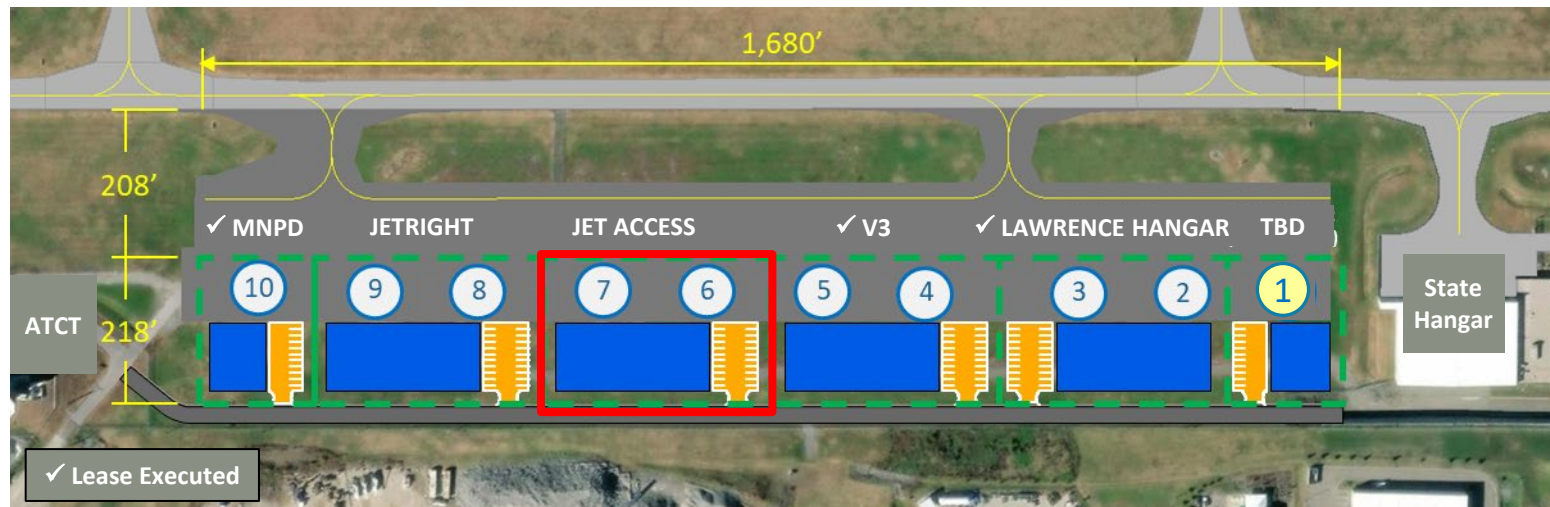 1,680’
208’
✓ MNPD JETRIGHT JET ACCESS ✓ V3 ✓ LAWRENCE HANGAR TBD
)
10 9 8 7 6 5 4 3 2 1
ATCT
218’
State
Hangar
✓ Lease Executed